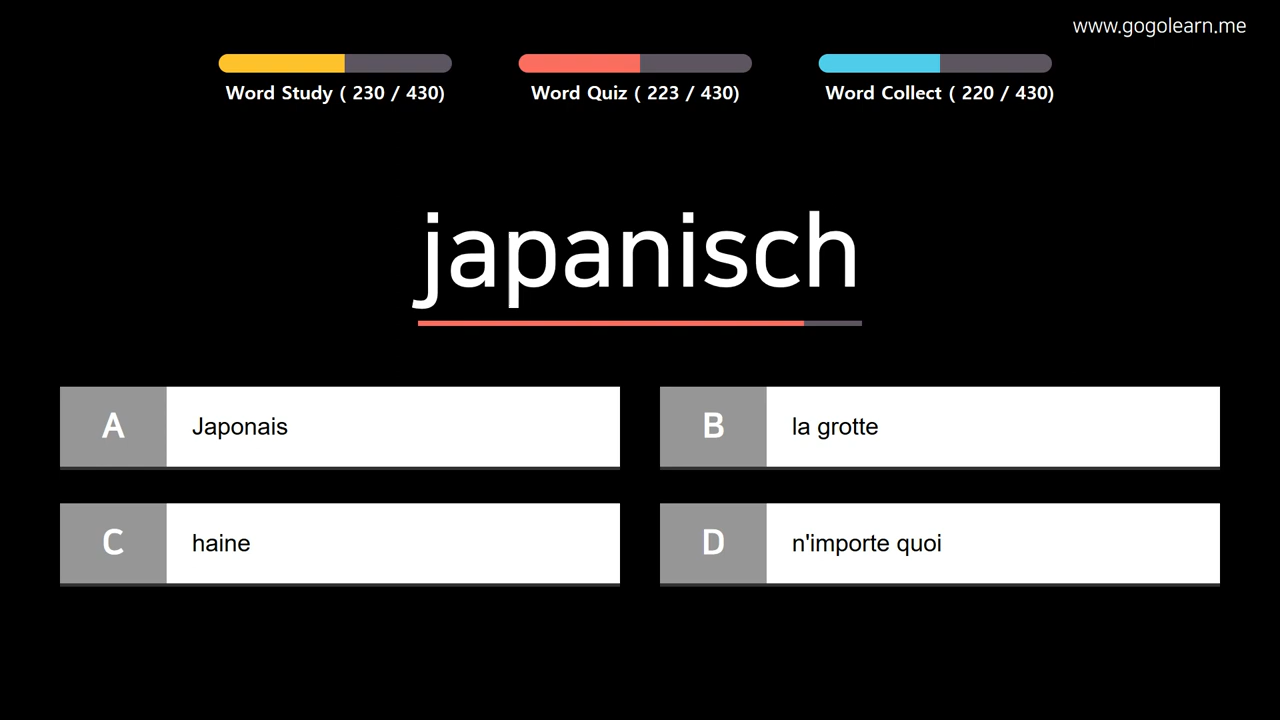 www.gogolearn.me
Word Study ( 230 / 430)
Word Quiz ( 223 / 430)
Word Collect ( 220 / 430)
japanisch
A Japonais
B la grotte
C haine
D n'importe quoi